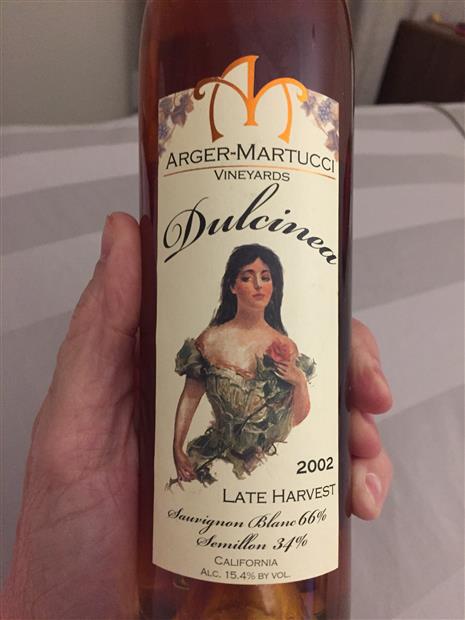 ARGER-MARTUCCI
VINEYARDS
Dulcinea
2002
LATE HARVEST
Sauvignon Blanc 66%
Semillon 34%
CALIFORNIA
ALC. 15.4% BY VOL.